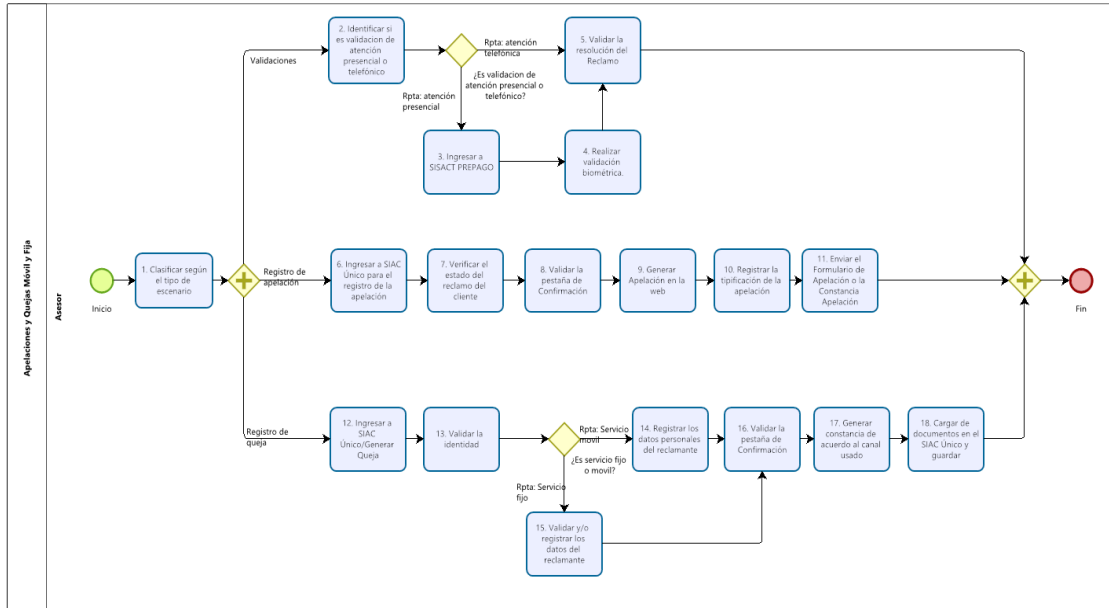 Apelaciones y Quejas Móvil y Fija
Asesor
Inicio
1. Clasificar según
el tipo de
escenario
Validaciones
2. Identificar si
es validacion de
atención
presencial o
telefónico
Rpta: atención
telefónica
¿Es validacion de
atención presencial o
telefónico?
Rpta: atención
presencial
3. Ingresar a
SISACT PREPAGO
4. Realizar
validación
biométrica.
5. Validar la
resolución del
Reclamo
Registro de
apelación
6. Ingresar a SIAC
Único para el
registro de la
apelación
7. Verificar el
estado del
reclamo del
cliente
8. Validar la
pestaña de
Confirmación
9. Generar
Apelación en la
web
10. Registrar la
tipificación de la
apelación
11. Enviar el
Formulario de
Apelación o la
Constancía
Apelación
Fin
Registro de
queja
12. Ingresar a
SIAC
Único/Generar
Queja
13. Validar la
identidad
Rpta: Servicio
movil
¿Es servicio fijo
o movil?
Rpta: Servicio
fijo
14. Registrar los
datos personales
del reclamante
15. Validar y/o
registrar los
datos del
reclamante
16. Validar la
pestaña de
Confirmación
17. Generar
constancia de
acuerdo al canal
usado
18. Cargar de
documentos en el
SIAC Único y
guardar